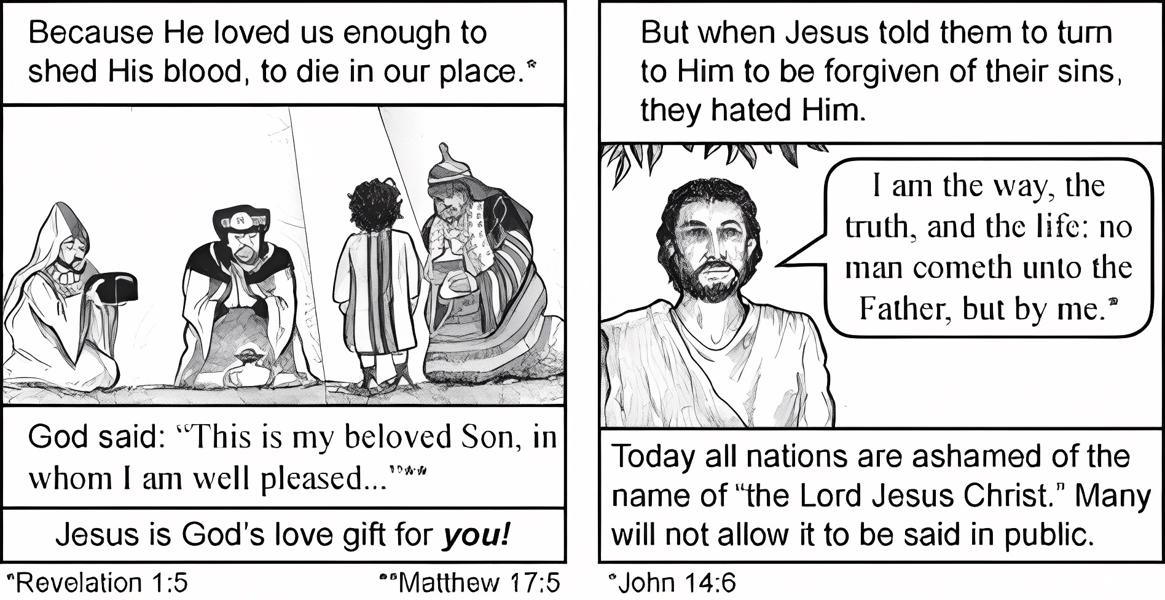 Because He loved us enough to
shed His blood, to die in our place.*
God said: “This is my beloved Son, in
whom I am well pleased...”**
Jesus is God's love gift for you!
*Revelation 1:5
**Matthew 17:5
But when Jesus told them to turn
to Him to be forgiven of their sins,
they hated Him.
I am the way, the
truth, and the life: no
man cometh unto the
Father, but by me.*
Today all nations are ashamed of the
name of “the Lord Jesus Christ.” Many
will not allow it to be said in public.
*John 14:6